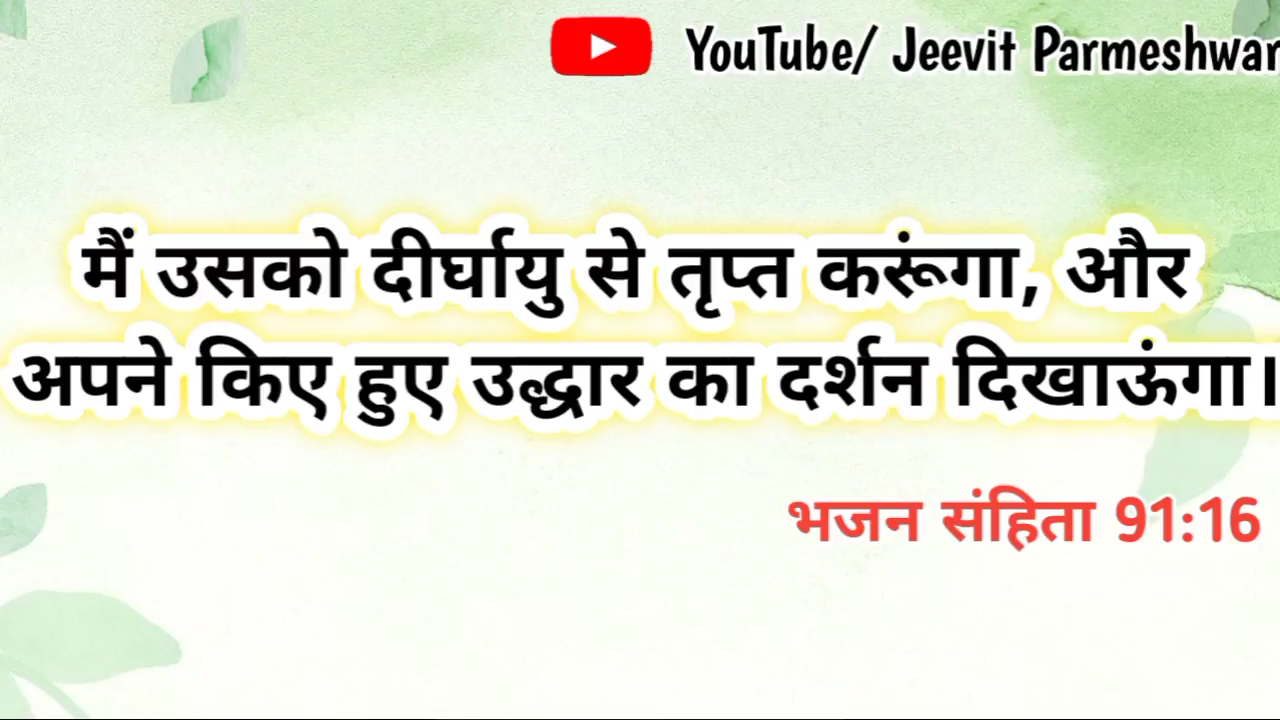 YouTube/ Jeevit Parmeshwar
मैं उसको दीर्घायु से तृप्त करूंगा, और
अपने किए हुए उद्धार का दर्शन दिखाऊंगा।
भजन संहिता 91:16